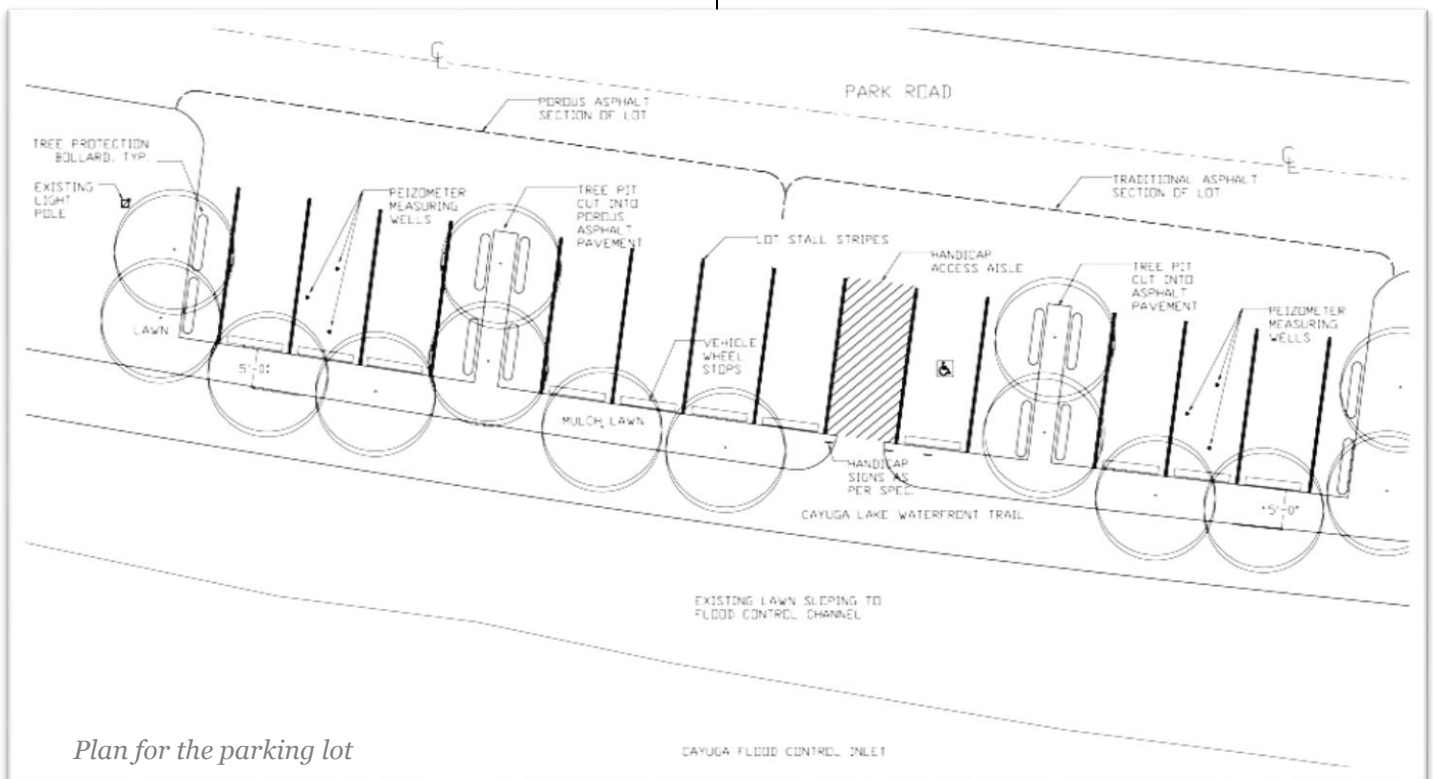 PARK ROAD
POROUS ASPHALT
SECTION OF LOT
TREE PROTECTION
BOLLARD, TYP.
EXISTING
LIGHT
POLE
PEIZOMETER
MEASURING
WELLS
TREE PIT
CUT INTO
POROUS
ASPHALT
PAVEMENT
TRADITIONAL ASPHALT
SECTION OF LOT
LOT STALL STRIPES
HANDICAP
ACCESS AISLE
TREE PIT
CUT INTO
ASPHALT
PAVEMENT
PEIZOMETER
MEASURING
WELLS
LAWN
5'-0"
VEHICLE
WHEEL
STOPS
MULCH LAWN
HANDICAP
SIGNS AS
PER SPEC.
5'-0"
CAYUGA LAKE WATERFRONT TRAIL
EXISTING LAWN SLOPING TO
FLOOD CONTROL CHANNEL
Plan for the parking lot
CAYUGA FLOOD CONTROL INLET